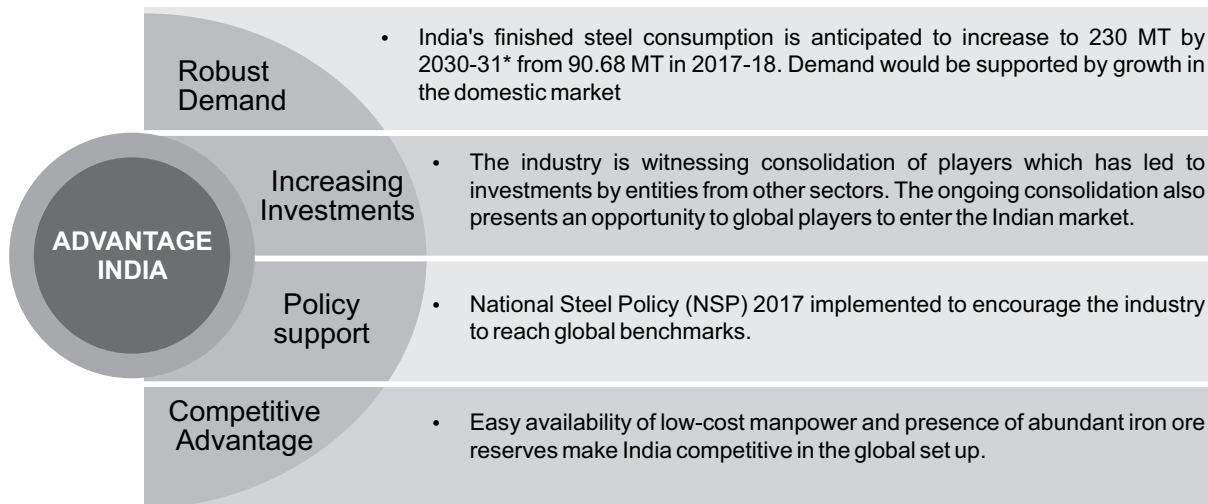 ADVANTAGE
INDIA
Robust
Demand
• India's finished steel consumption is anticipated to increase to 230 MT by
2030-31* from 90.68 MT in 2017-18. Demand would be supported by growth in
the domestic market
Increasing
Investments
• The industry is witnessing consolidation of players which has led to
investments by entities from other sectors. The ongoing consolidation also
presents an opportunity to global players to enter the Indian market.
Policy
support
• National Steel Policy (NSP) 2017 implemented to encourage the industry
to reach global benchmarks.
Competitive
Advantage
• Easy availability of low-cost manpower and presence of abundant iron ore
reserves make India competitive in the global set up.